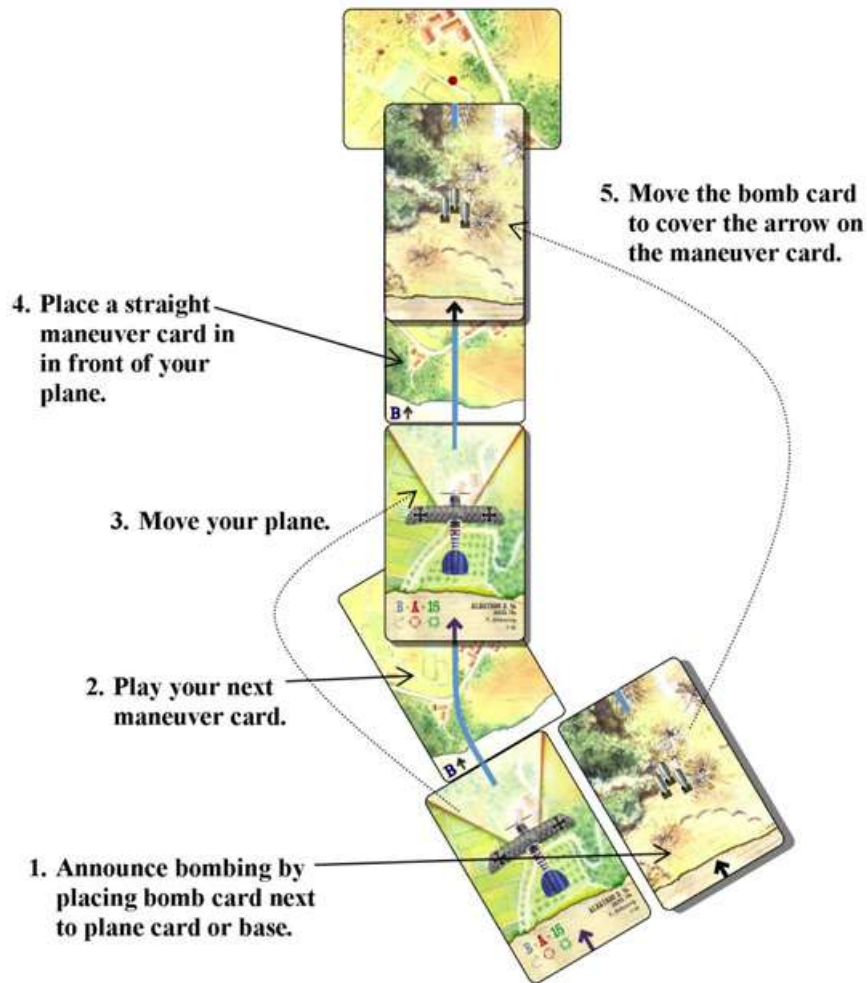 5. Move the bomb card
to cover the arrow on
the maneuver card.
4. Place a straight
maneuver card in
in front of your
plane.
B↑
3. Move your plane.
B·A·15
2. Play your next
maneuver card.
B↑
1. Announce bombing by
placing bomb card next
to plane card or base.
B·A·15